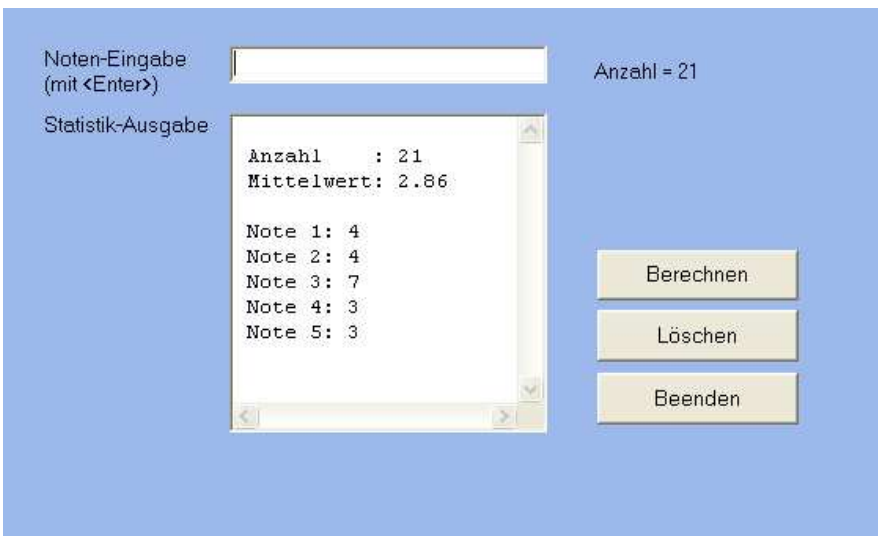 Noten-Eingabe
(mit <Enter>)
Anzahl = 21
Statistik-Ausgabe
Anzahl    : 21
Mittelwert: 2.86
Note 1: 4
Note 2: 4
Note 3: 7
Note 4: 3
Note 5: 3
Berechnen
Löschen
Beenden